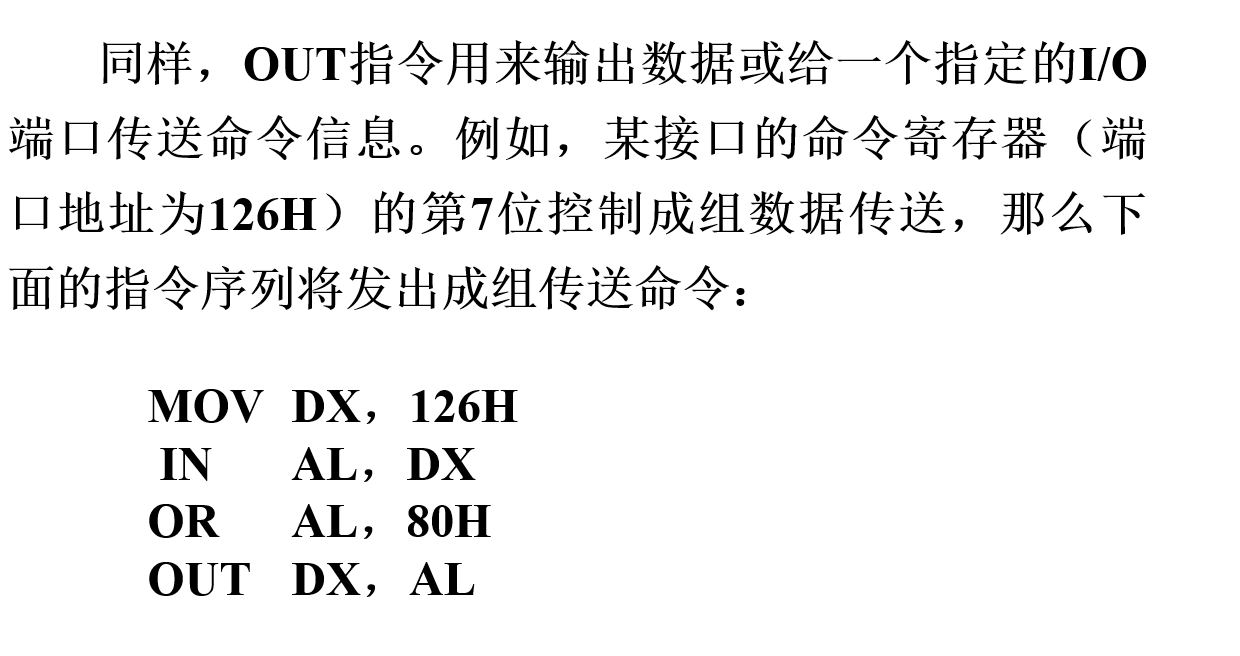 同样，OUT指令用来输出数据或给一个指定的I/O
端口传送命令信息。例如，某接口的命令寄存器（端
口地址为126H）的第7位控制成组数据传送，那么下
面的指令序列将发出成组传送命令：
MOV DX，126H
IN AL，DX
OR AL，80H
OUT DX，AL